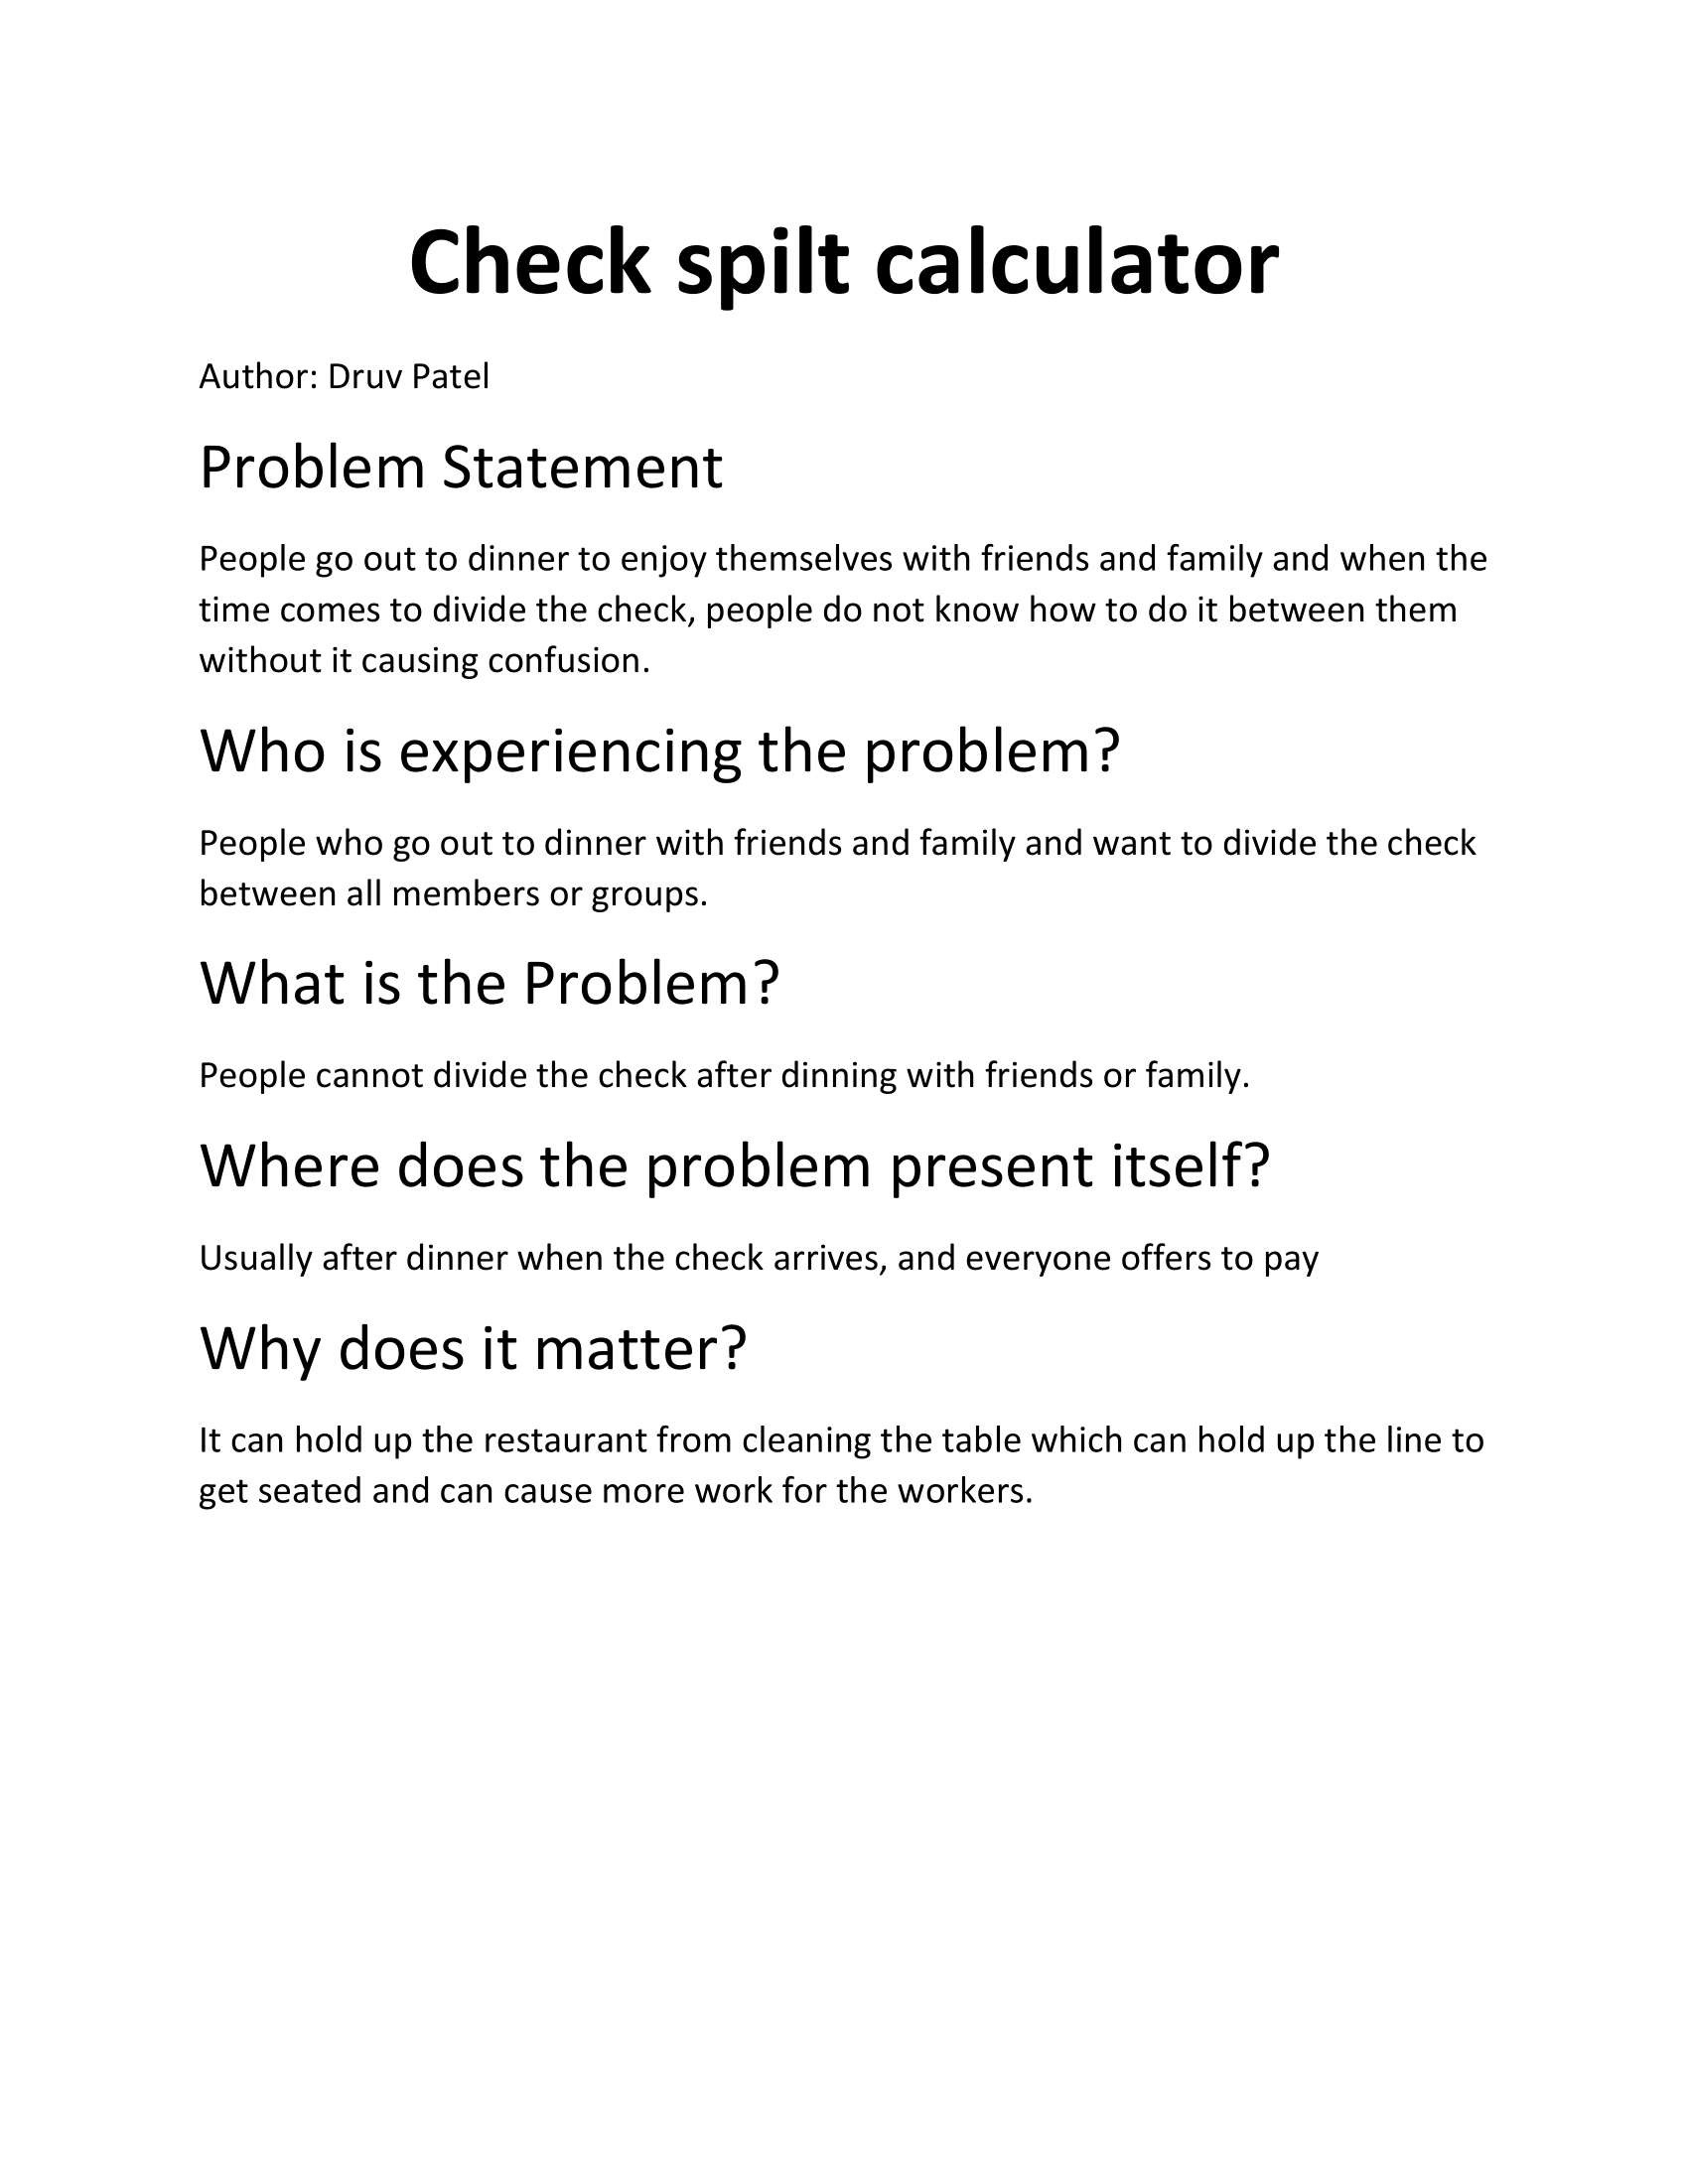 Check spilt calculator
Author: Druv Patel
Problem Statement
People go out to dinner to enjoy themselves with friends and family and when the
time comes to divide the check, people do not know how to do it between them
without it causing confusion.
Who is experiencing the problem?
People who go out to dinner with friends and family and want to divide the check
between all members or groups.
What is the Problem?
People cannot divide the check after dinning with friends or family.
Where does the problem present itself?
Usually after dinner when the check arrives, and everyone offers to pay
Why does it matter?
It can hold up the restaurant from cleaning the table which can hold up the line to
get seated and can cause more work for the workers.